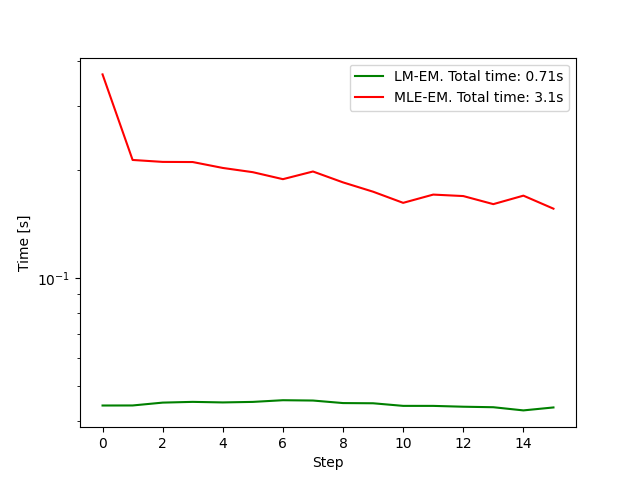 LM-EM. Total time: 0.71s
MLE-EM. Total time: 3.1s
Time [s]
10⁻¹
0 2 4 6 8 10 12 14
Step